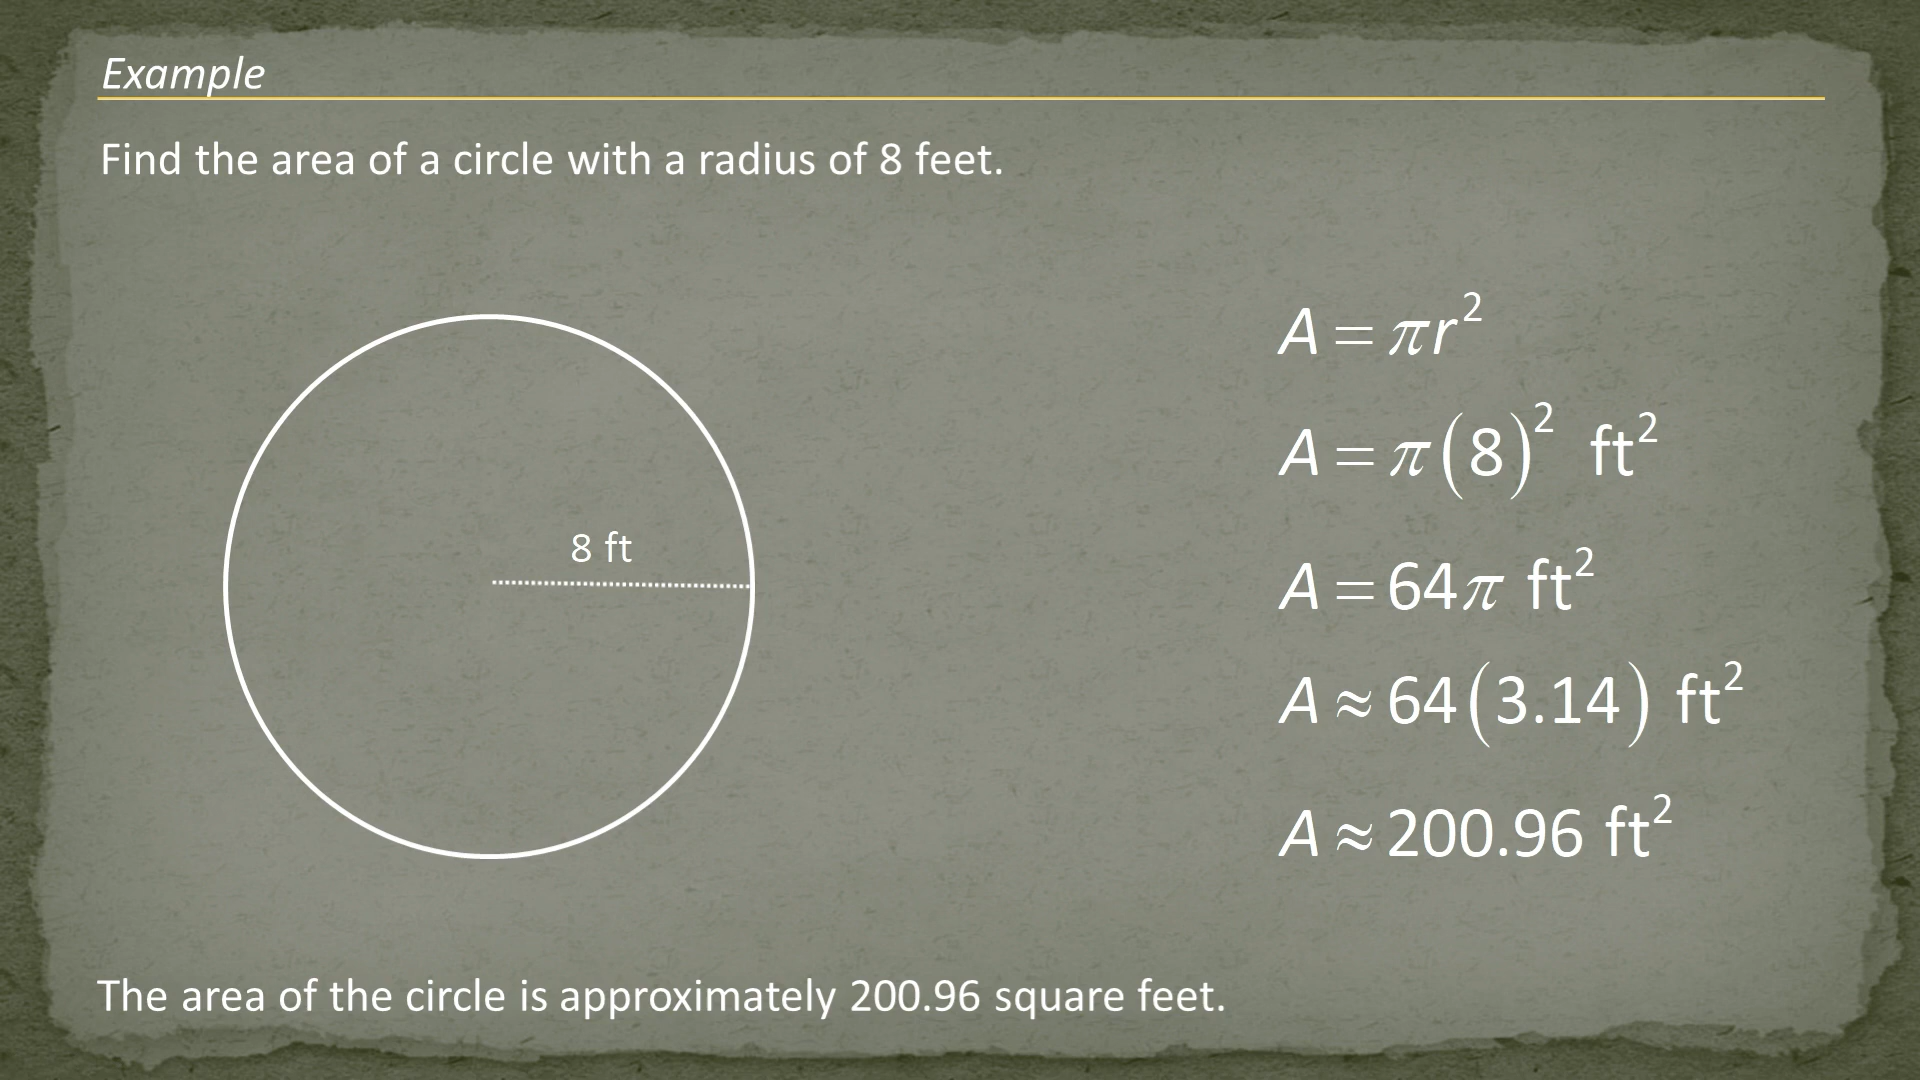 Example
Find the area of a circle with a radius of 8 feet.
8 ft
A = πr²
A = π(8)² ft²
A = 64π ft²
A ≈ 64(3.14) ft²
A ≈ 200.96 ft²
The area of the circle is approximately 200.96 square feet.